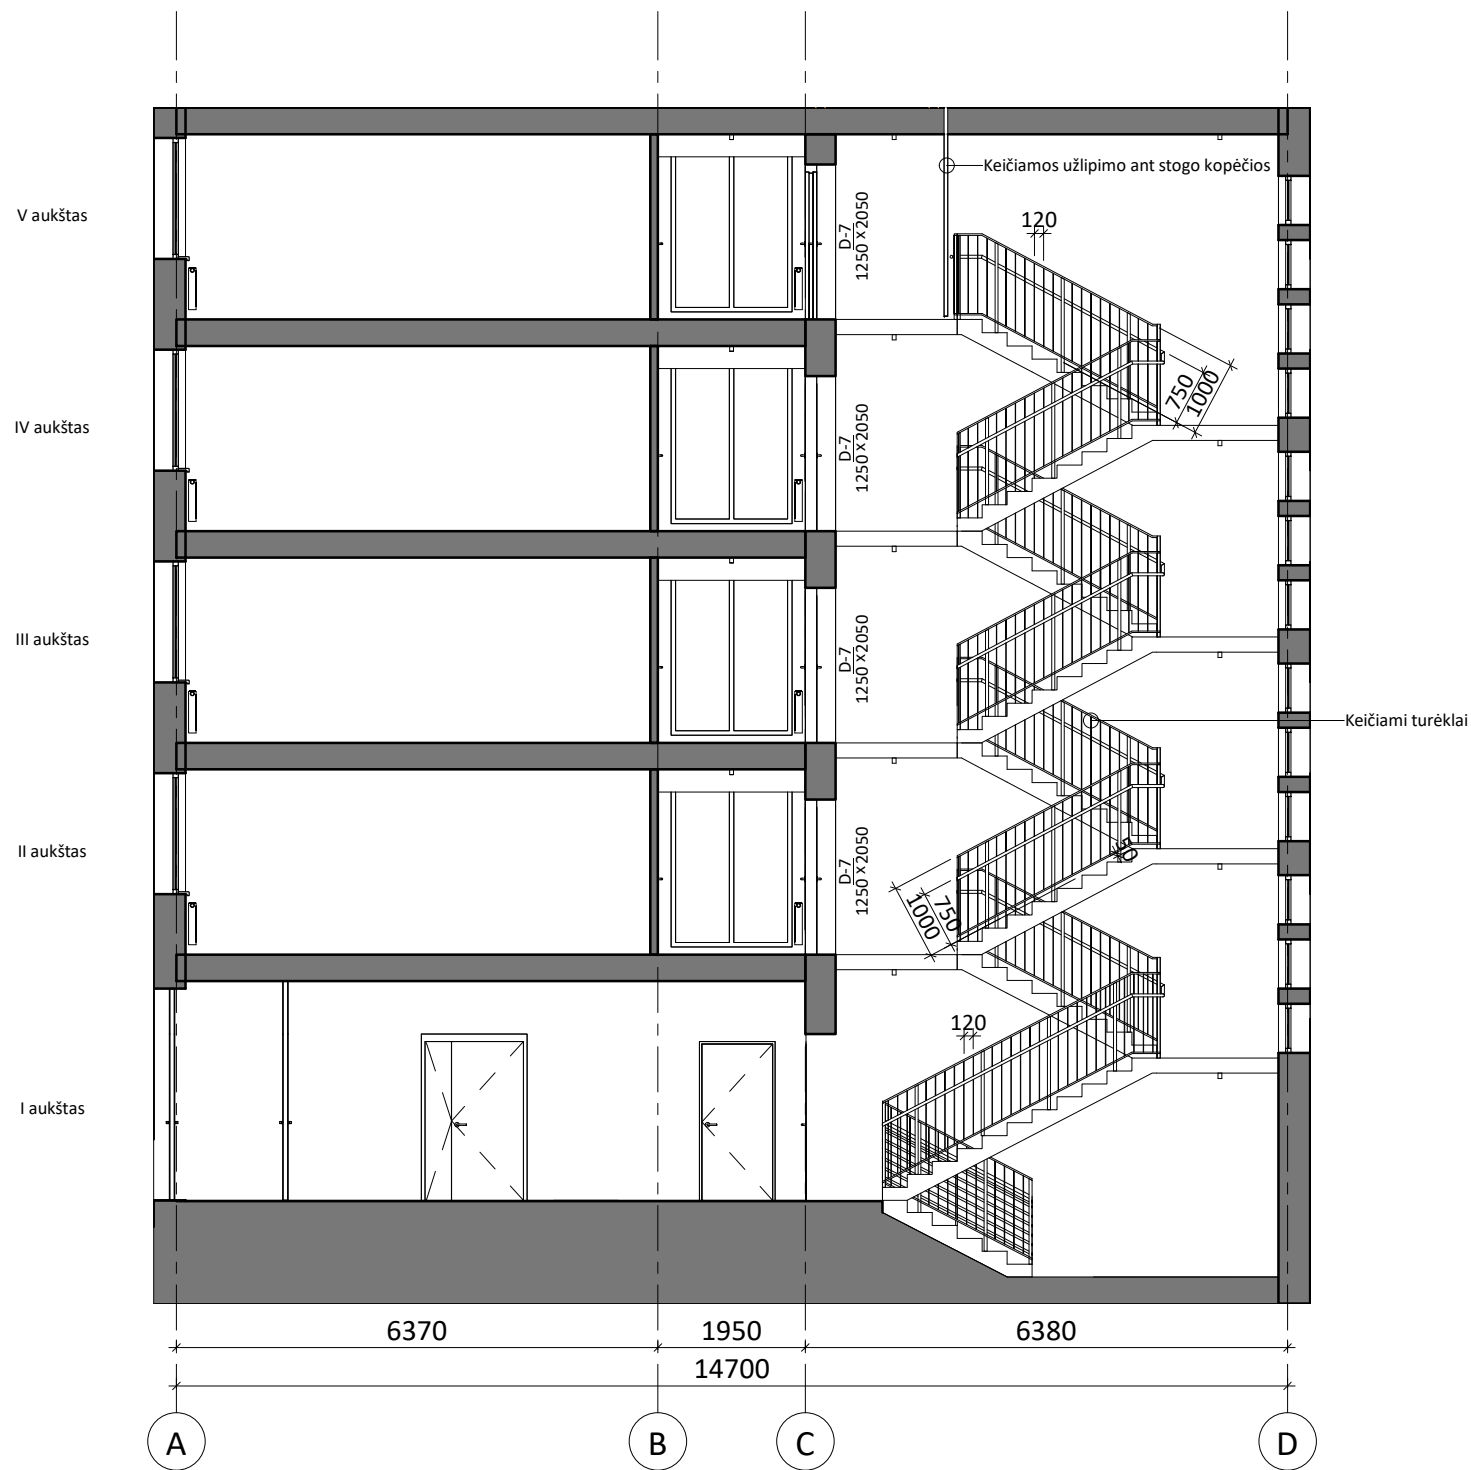 Keičiamos užlipimo ant stogo kopėčios
V aukštas
D-7
1250 x 2050
120
750
1000
IV aukštas
D-7
1250 x 2050
III aukštas
D-7
1250 x 2050
Keičiami turėklai
II aukštas
D-7
1250 x 2050
50
750
1000
120
I aukštas
6370
1950
6380
14700
A
B
C
D